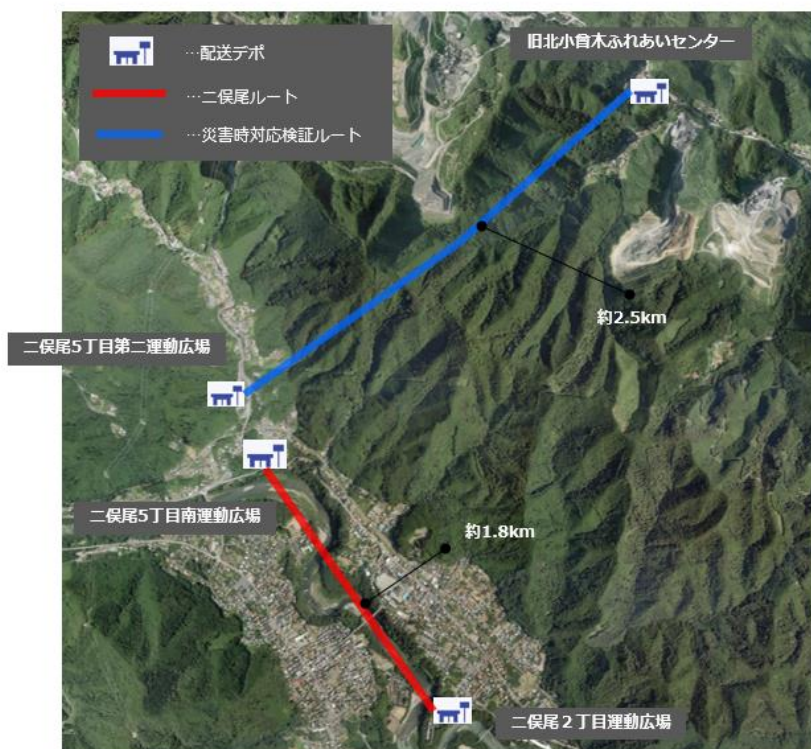 旧北小曾木ふれあいセンター
…配送デポ
…二俣尾ルート
…災害時対応検証ルート
約2.5km
二俣尾5丁目第二運動広場
二俣尾5丁目南運動広場
約1.8km
二俣尾２丁目運動広場